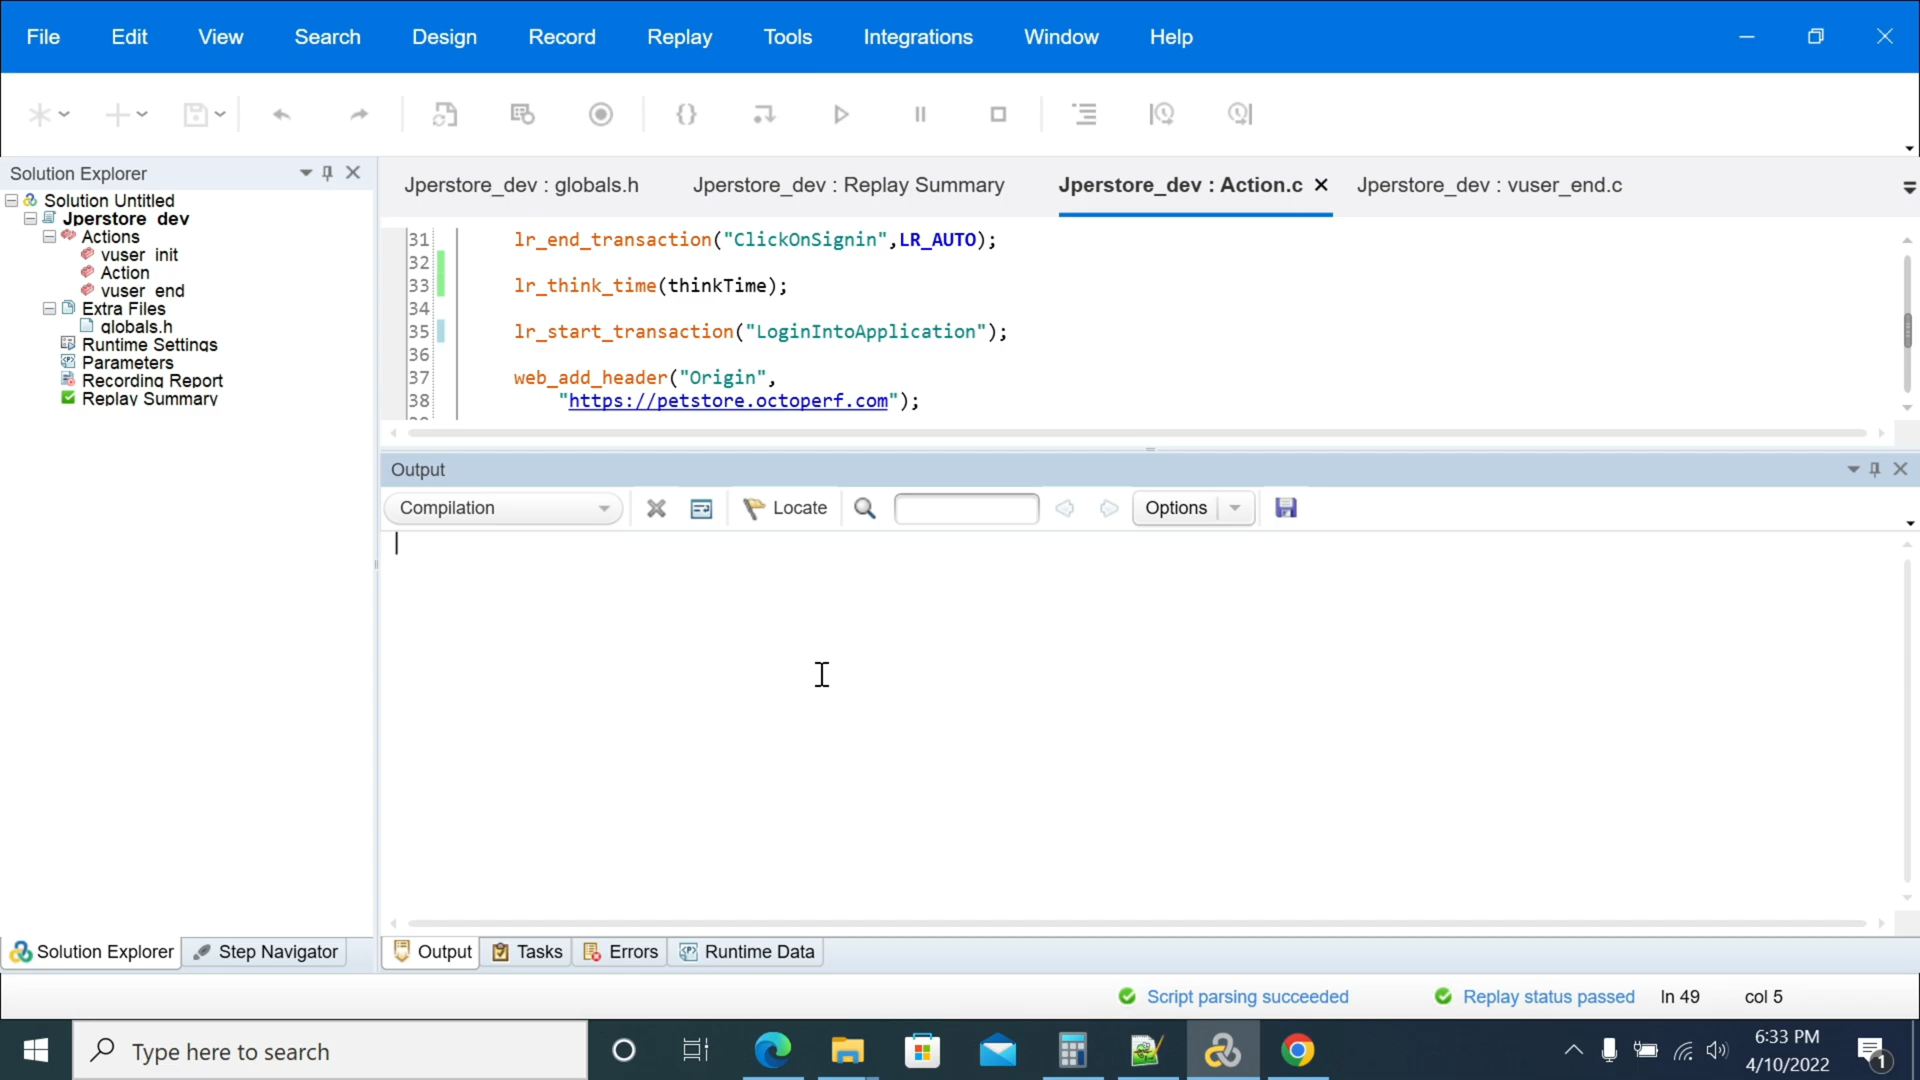 File Edit View Search Design Record Replay Tools Integrations Window Help
Solution Explorer
Solution Untitled
Jperstore_dev
Actions
vuser_init
Action
vuser_end
Extra Files
globals.h
Runtime Settings
Parameters
Recording Report
Replay Summary
Jperstore_dev : globals.h Jperstore_dev : Replay Summary Jperstore_dev : Action.c Jperstore_dev : vuser_end.c
31 lr_end_transaction("ClickOnSignin",LR_AUTO);
32
33 lr_think_time(thinkTime);
34
35 lr_start_transaction("LoginIntoApplication");
36
37 web_add_header("Origin",
38 "https://petstore.octoperf.com");
Output
Compilation Locate Options
Solution Explorer Step Navigator Output Tasks Errors Runtime Data
Script parsing succeeded Replay status passed ln 49 col 5
Type here to search
6:33 PM
4/10/2022
1